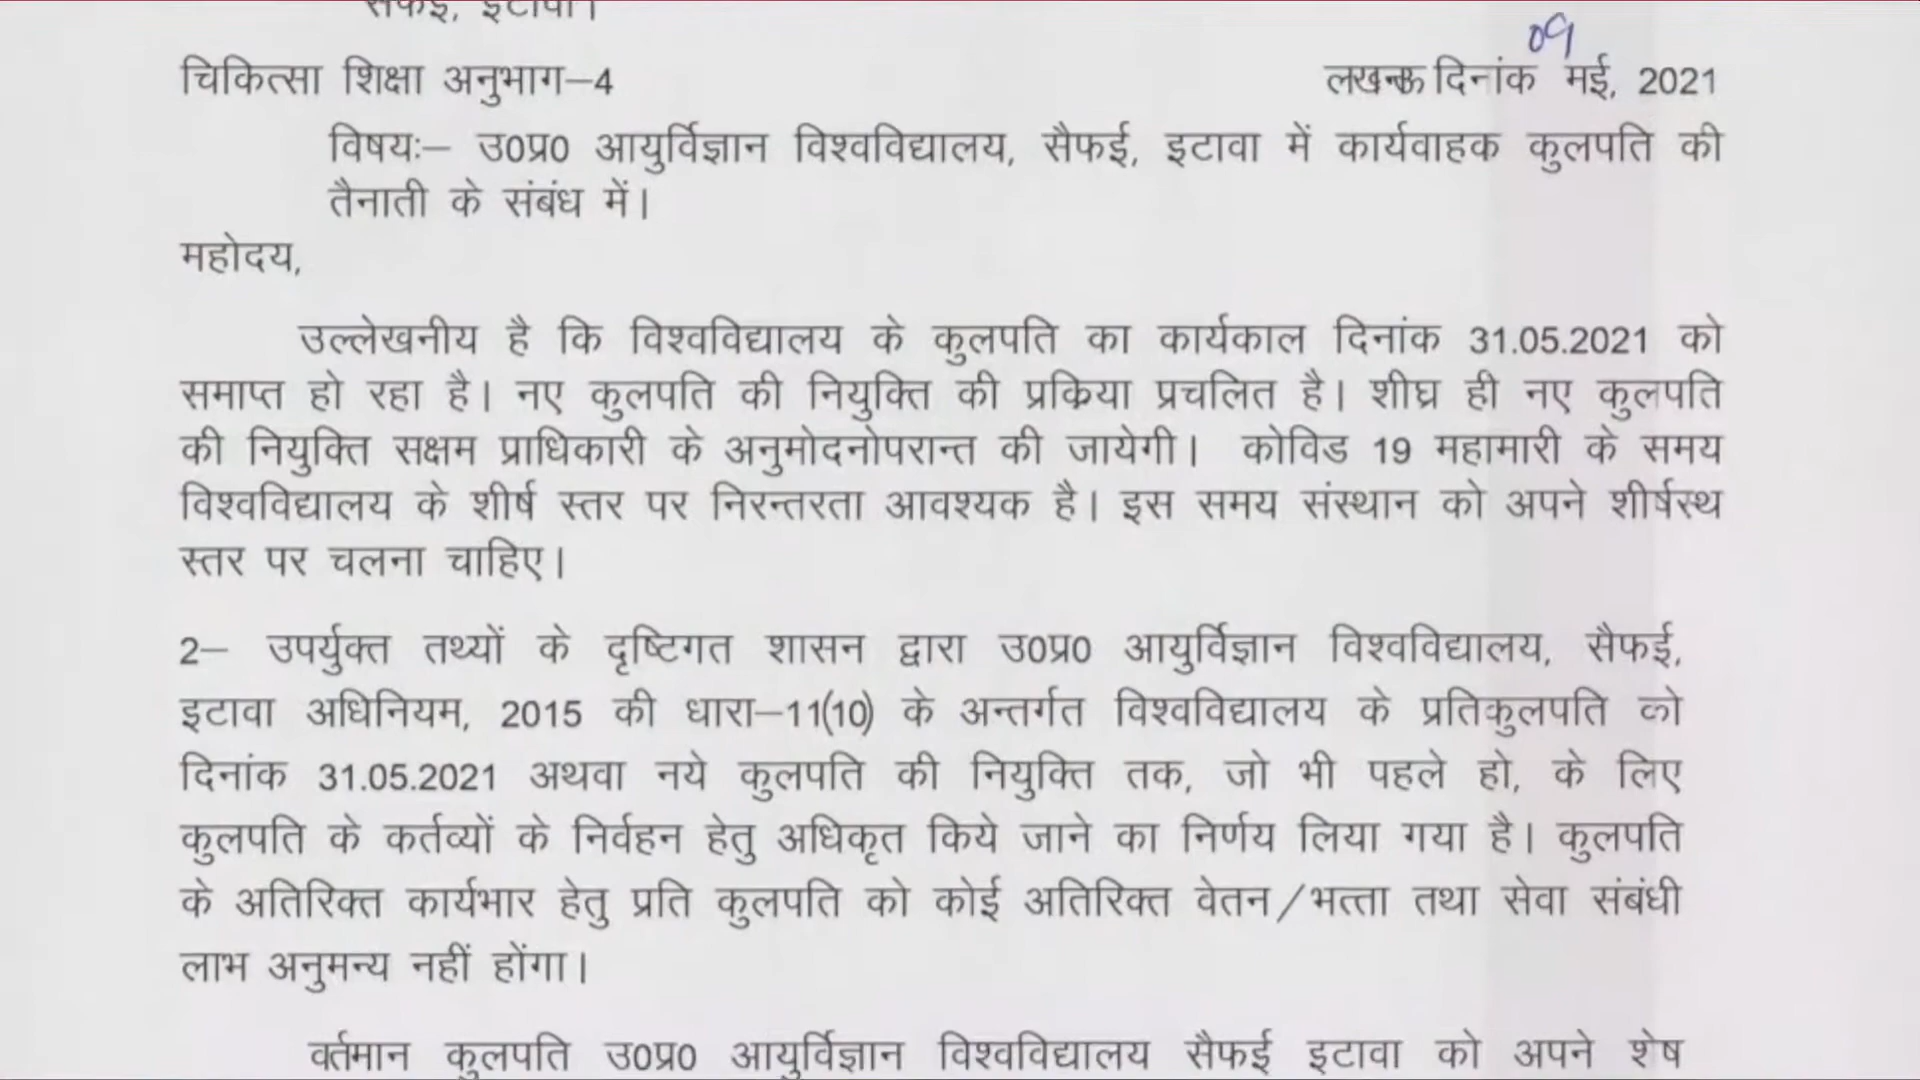 सैफई, इटावा।
09
चिकित्सा शिक्षा अनुभाग–4 लखनऊ दिनांक मई, 2021
विषयः– उ0प्र0 आयुर्विज्ञान विश्वविद्यालय, सैफई, इटावा में कार्यवाहक कुलपति की
तैनाती के संबंध में।
महोदय,
उल्लेखनीय है कि विश्वविद्यालय के कुलपति का कार्यकाल दिनांक 31.05.2021 को
समाप्त हो रहा है। नए कुलपति की नियुक्ति की प्रकिया प्रचलित है। शीघ्र ही नए कुलपति
की नियुक्ति सक्षम प्राधिकारी के अनुमोदनोपरान्त की जायेगी। कोविड 19 महामारी के समय
विश्वविद्यालय के शीर्ष स्तर पर निरन्तरता आवश्यक है। इस समय संस्थान को अपने शीर्षस्थ
स्तर पर चलना चाहिए।
2– उपर्युक्त तथ्यों के दृष्टिगत शासन द्वारा उ0प्र0 आयुर्विज्ञान विश्वविद्यालय, सैफई,
इटावा अधिनियम, 2015 की धारा–11(10) के अन्तर्गत विश्वविद्यालय के प्रतिकुलपति को
दिनांक 31.05.2021 अथवा नये कुलपति की नियुक्ति तक, जो भी पहले हो, के लिए
कुलपति के कर्तव्यों के निर्वहन हेतु अधिकृत किये जाने का निर्णय लिया गया है। कुलपति
के अतिरिक्त कार्यभार हेतु प्रति कुलपति को कोई अतिरिक्त वेतन/भत्ता तथा सेवा संबंधी
लाभ अनुमन्य नहीं होंगा।
वर्तमान कुलपति उ0प्र0 आयुर्विज्ञान विश्वविद्यालय सैफई इटावा को अपने शेष